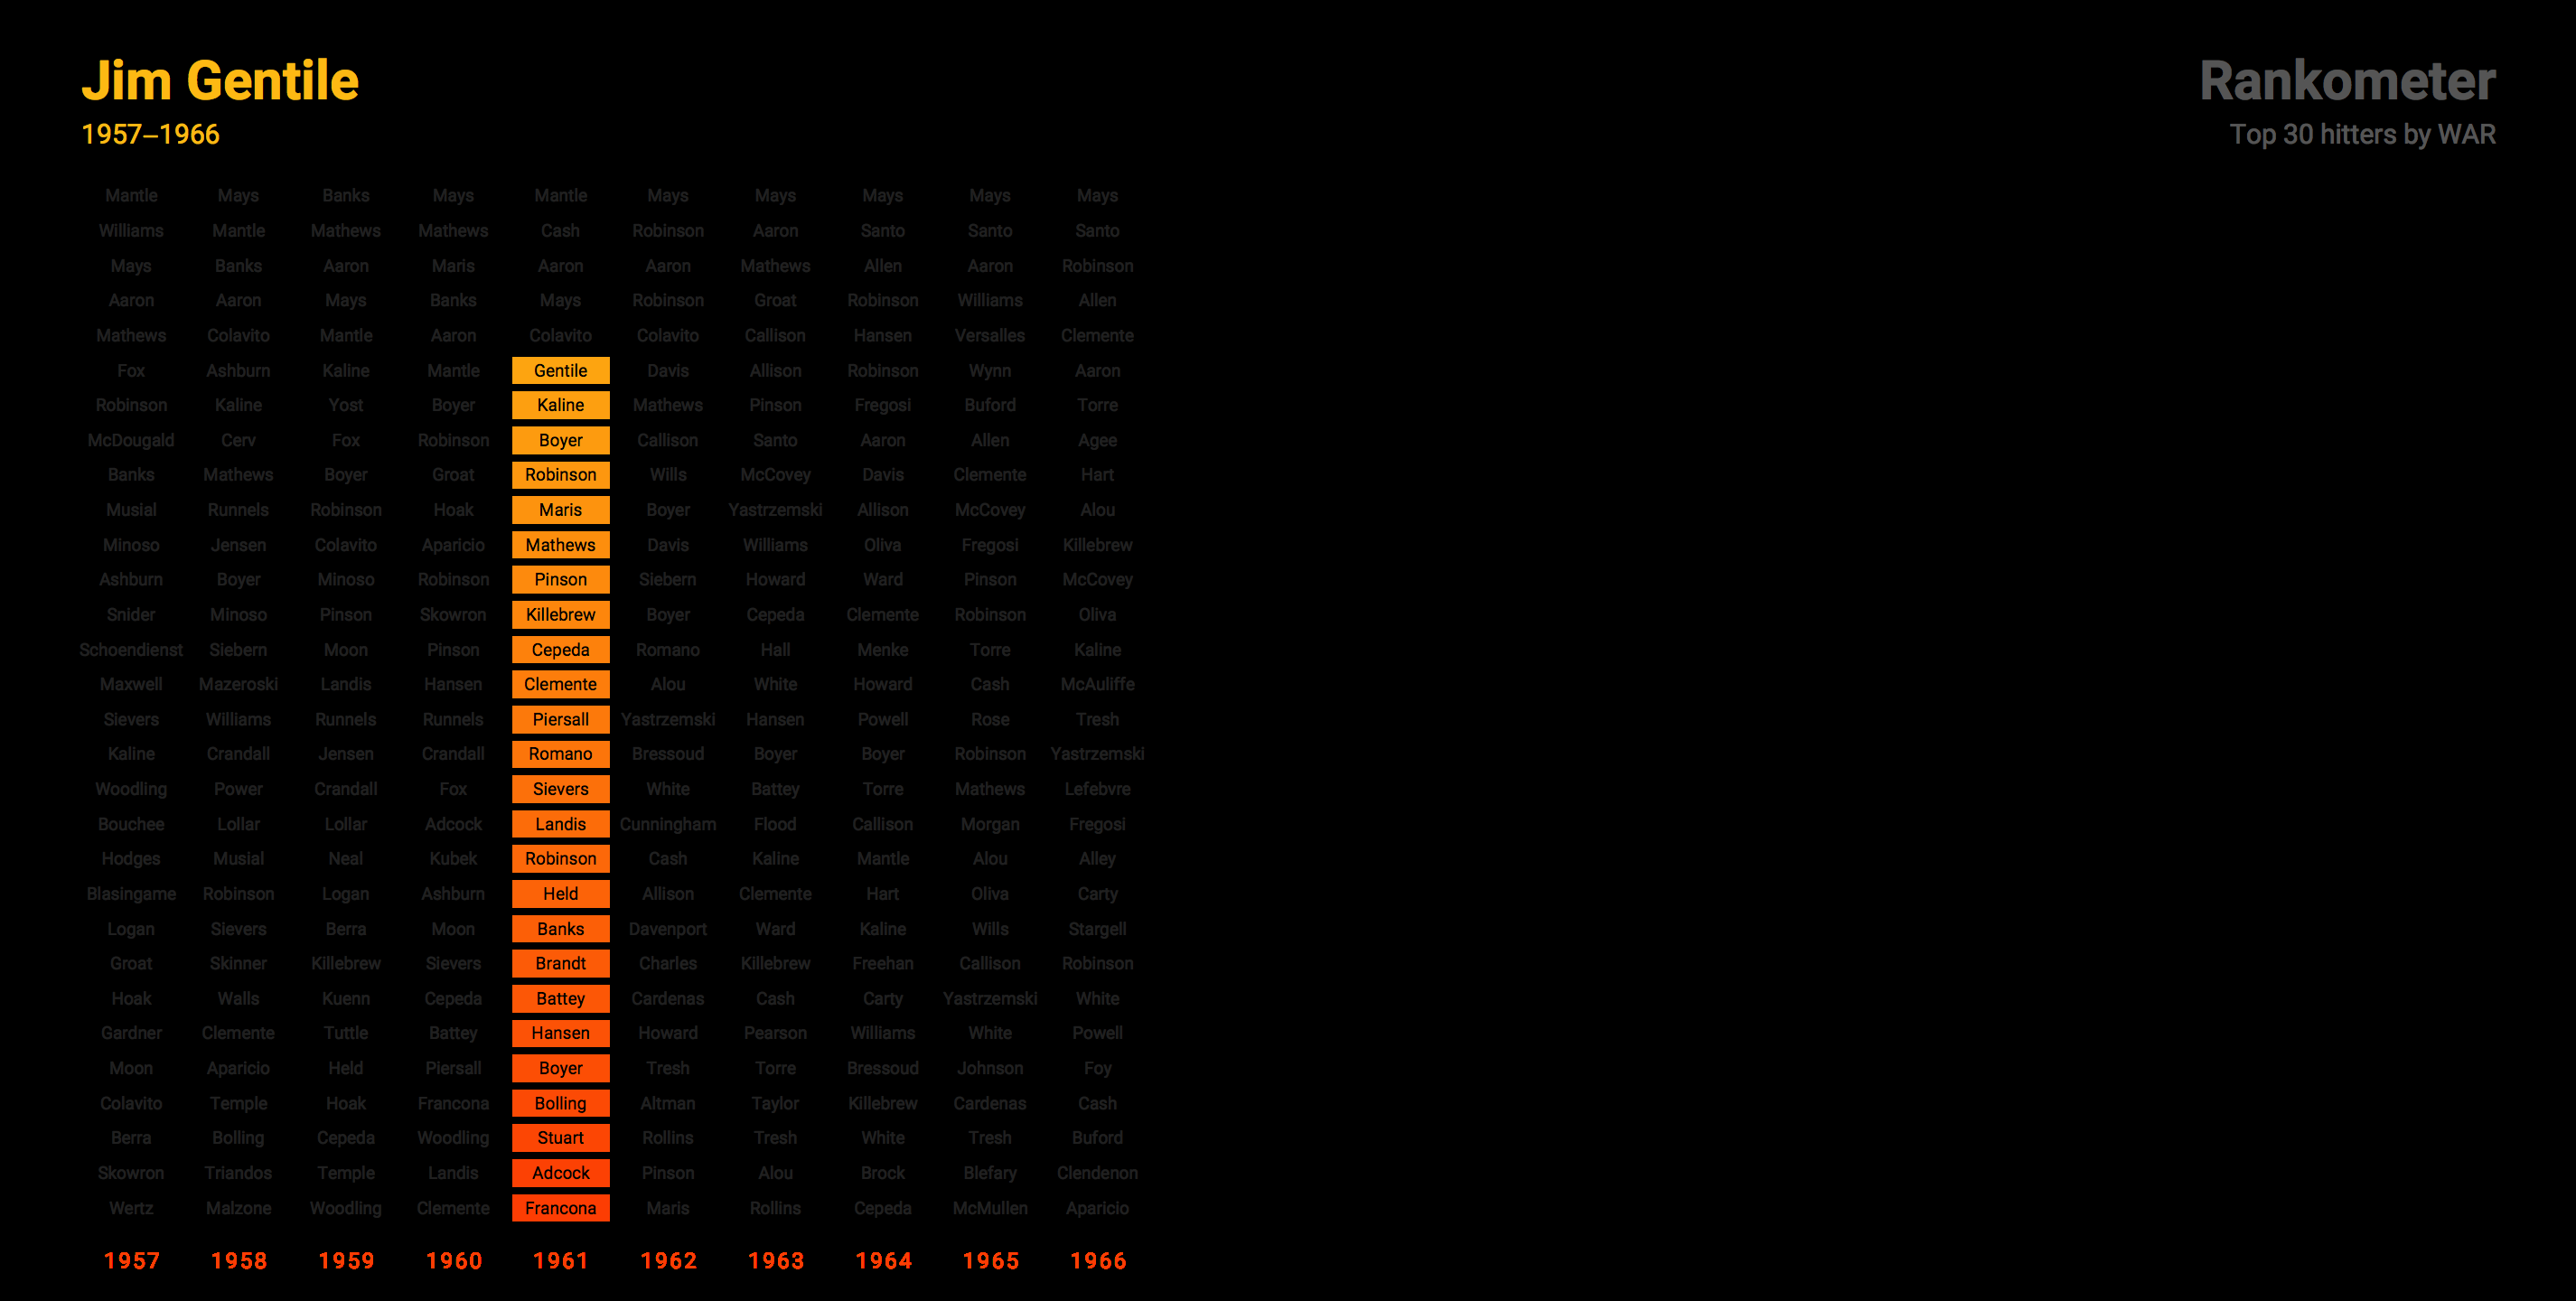 Jim Gentile
1957–1966
Rankometer
Top 30 hitters by WAR
Mantle Mays Banks Mays Mantle Mays Mays Mays Mays Mays
Williams Mantle Mathews Mathews Cash Robinson Aaron Santo Santo Santo
Mays Banks Aaron Maris Aaron Aaron Mathews Allen Aaron Robinson
Aaron Aaron Mays Banks Mays Robinson Groat Robinson Williams Allen
Mathews Colavito Mantle Aaron Colavito Colavito Callison Hansen Versalles Clemente
Fox Ashburn Kaline Mantle Gentile Davis Allison Robinson Wynn Aaron
Robinson Kaline Yost Boyer Kaline Mathews Pinson Fregosi Buford Torre
McDougald Cerv Fox Robinson Boyer Callison Santo Aaron Allen Agee
Banks Mathews Boyer Groat Robinson Wills McCovey Davis Clemente Hart
Musial Runnels Robinson Hoak Maris Boyer Yastrzemski Allison McCovey Alou
Minoso Jensen Colavito Aparicio Mathews Davis Williams Oliva Fregosi Killebrew
Ashburn Boyer Minoso Robinson Pinson Siebern Howard Ward Pinson McCovey
Snider Minoso Pinson Skowron Killebrew Boyer Cepeda Clemente Robinson Oliva
Schoendienst Siebern Moon Pinson Cepeda Romano Hall Menke Torre Kaline
Maxwell Mazeroski Landis Hansen Clemente Alou White Howard Cash McAuliffe
Sievers Williams Runnels Runnels Piersall Yastrzemski Hansen Powell Rose Tresh
Kaline Crandall Jensen Crandall Romano Bressoud Boyer Boyer Robinson Yastrzemski
Woodling Power Crandall Fox Sievers White Battey Torre Mathews Lefebvre
Bouchee Lollar Lollar Adcock Landis Cunningham Flood Callison Morgan Fregosi
Hodges Musial Neal Kubek Robinson Cash Kaline Mantle Alou Alley
Blasingame Robinson Logan Ashburn Held Allison Clemente Hart Oliva Carty
Logan Sievers Berra Moon Banks Davenport Ward Kaline Wills Stargell
Groat Skinner Killebrew Sievers Brandt Charles Killebrew Freehan Callison Robinson
Hoak Walls Kuenn Cepeda Battey Cardenas Cash Carty Yastrzemski White
Gardner Clemente Tuttle Battey Hansen Howard Pearson Williams White Powell
Moon Aparicio Held Piersall Boyer Tresh Torre Bressoud Johnson Foy
Colavito Temple Hoak Francona Bolling Altman Taylor Killebrew Cardenas Cash
Berra Bolling Cepeda Woodling Stuart Rollins Tresh White Tresh Buford
Skowron Triandos Temple Landis Adcock Pinson Alou Brock Blefary Clendenon
Wertz Malzone Woodling Clemente Francona Maris Rollins Cepeda McMullen Aparicio
1957 1958 1959 1960 1961 1962 1963 1964 1965 1966